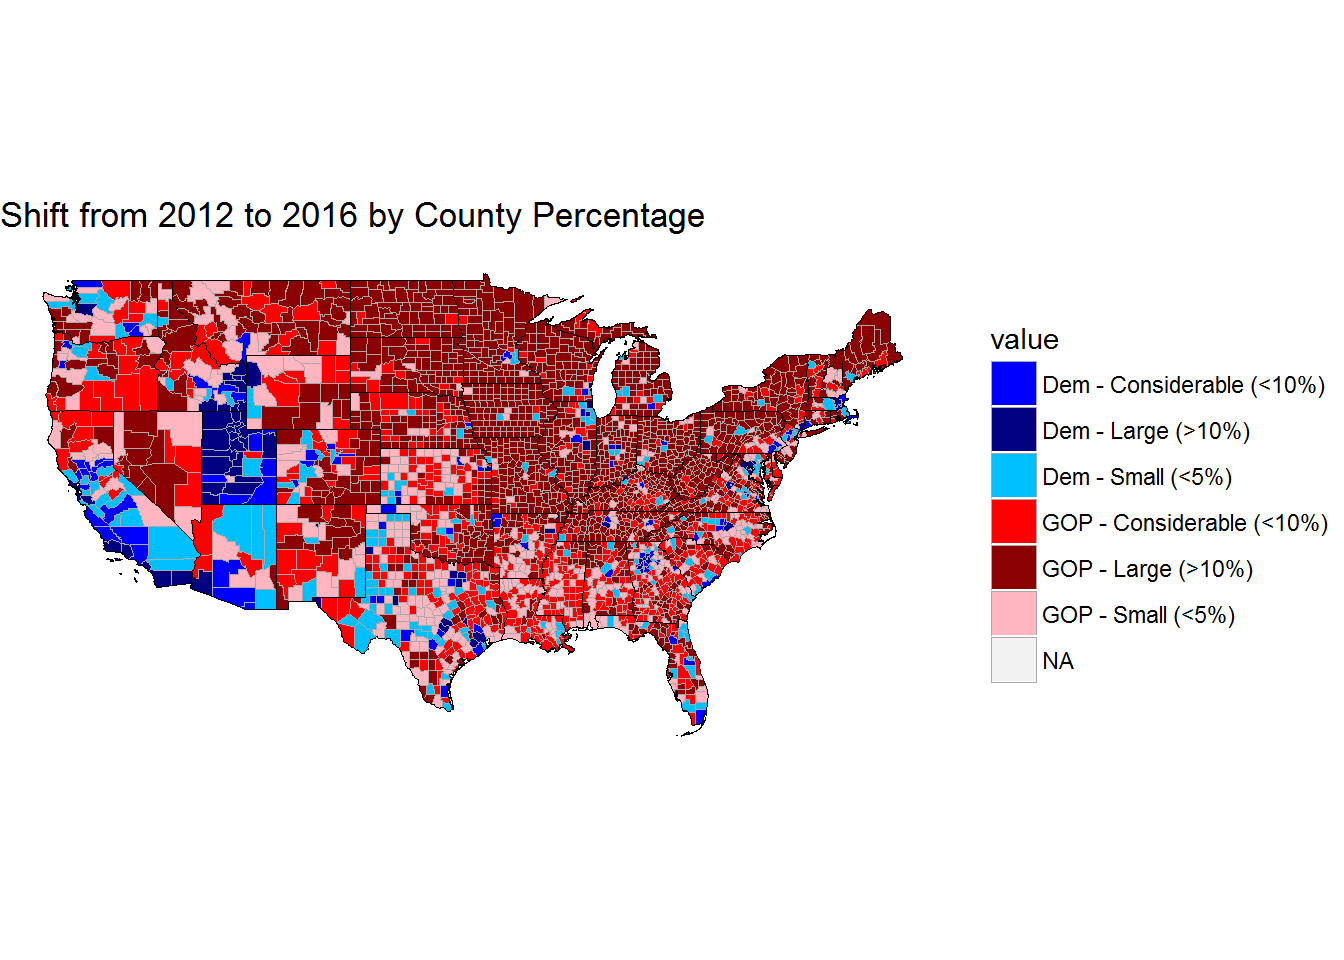 Shift from 2012 to 2016 by County Percentage
value
Dem - Considerable (<10%)
Dem - Large (>10%)
Dem - Small (<5%)
GOP - Considerable (<10%)
GOP - Large (>10%)
GOP - Small (<5%)
NA